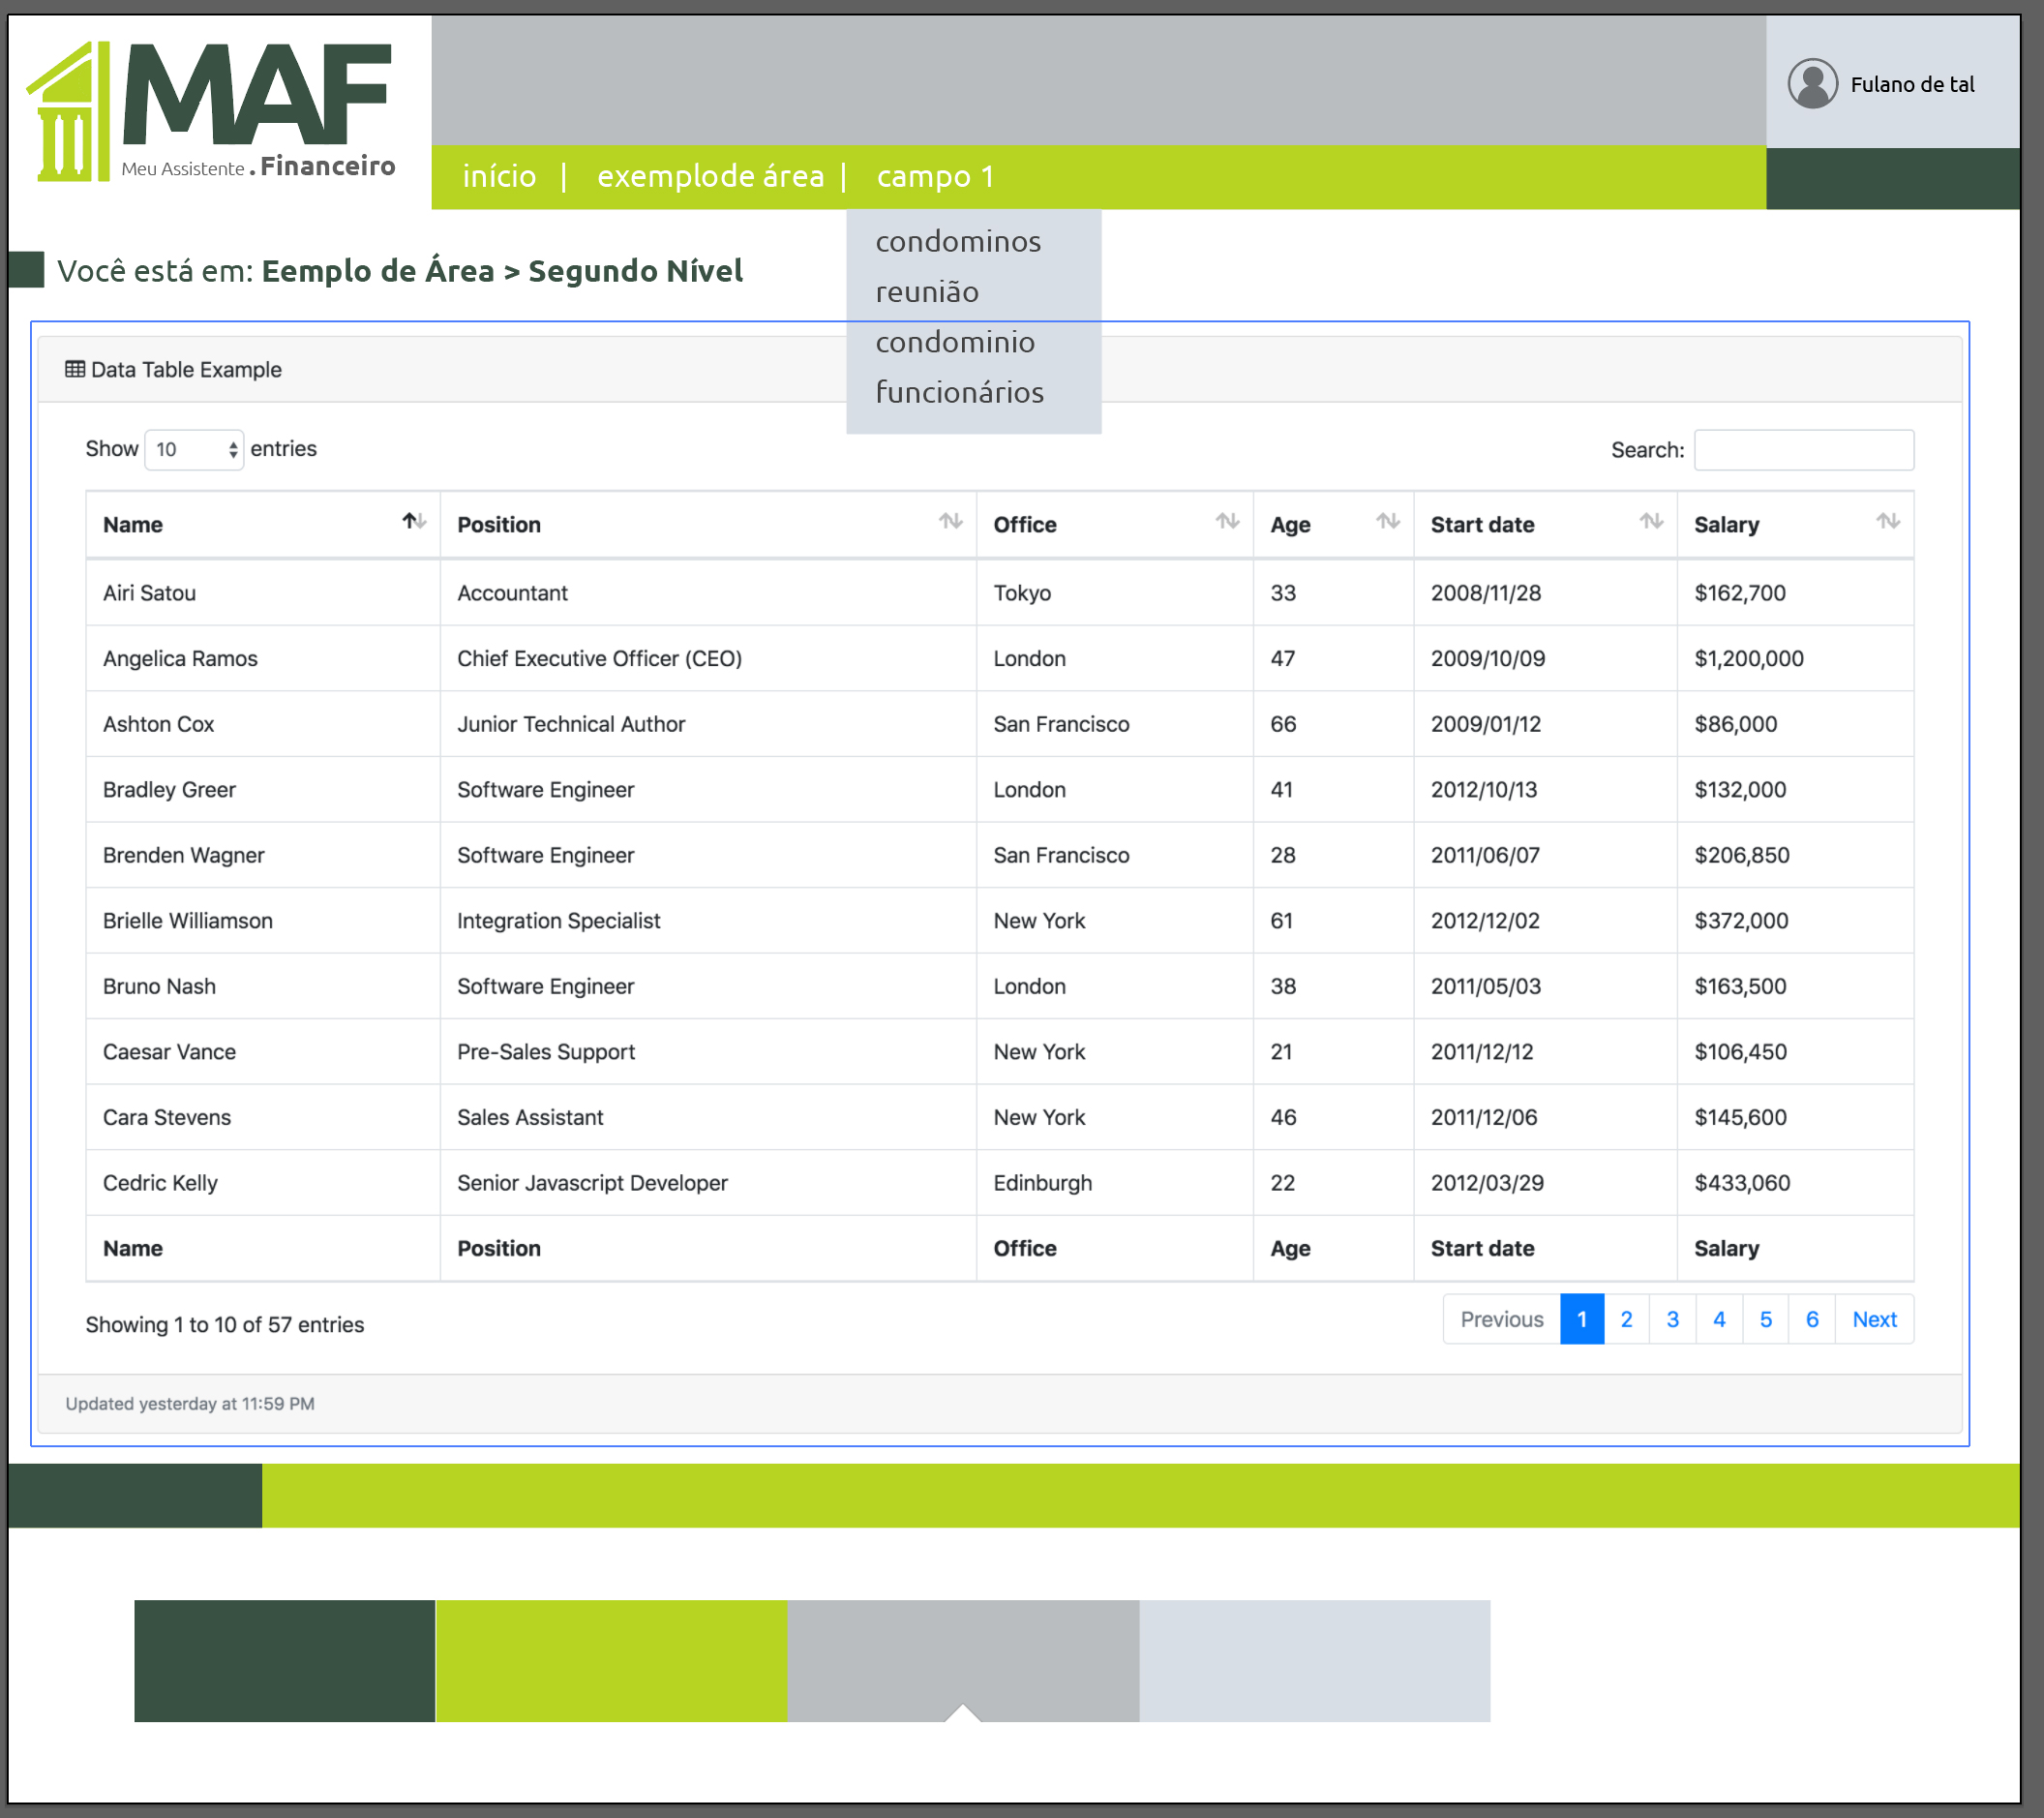 MAF
Meu Assistente . Financeiro
Fulano de tal
início | exemplode área | campo 1
condominos
reunião
condominio
funcionários
Você está em: Eemplo de Área > Segundo Nível
Data Table Example
Show 10 entries
Search:
Name Position Office Age Start date Salary
Airi Satou Accountant Tokyo 33 2008/11/28 $162,700
Angelica Ramos Chief Executive Officer (CEO) London 47 2009/10/09 $1,200,000
Ashton Cox Junior Technical Author San Francisco 66 2009/01/12 $86,000
Bradley Greer Software Engineer London 41 2012/10/13 $132,000
Brenden Wagner Software Engineer San Francisco 28 2011/06/07 $206,850
Brielle Williamson Integration Specialist New York 61 2012/12/02 $372,000
Bruno Nash Software Engineer London 38 2011/05/03 $163,500
Caesar Vance Pre-Sales Support New York 21 2011/12/12 $106,450
Cara Stevens Sales Assistant New York 46 2011/12/06 $145,600
Cedric Kelly Senior Javascript Developer Edinburgh 22 2012/03/29 $433,060
Name Position Office Age Start date Salary
Showing 1 to 10 of 57 entries
Previous 1 2 3 4 5 6 Next
Updated yesterday at 11:59 PM